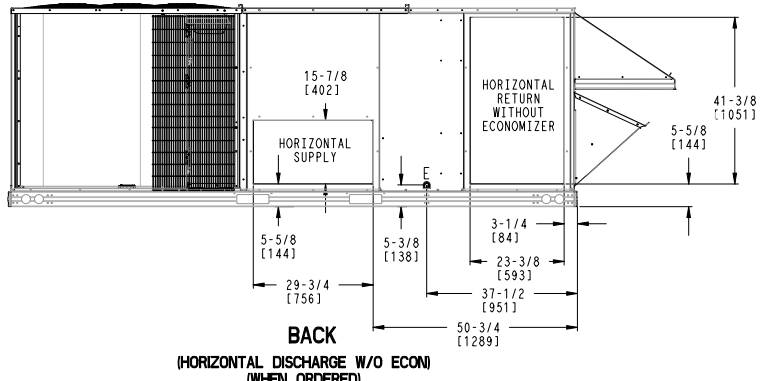 15-7/8
[402]
HORIZONTAL
SUPPLY
HORIZONTAL
RETURN
WITHOUT
ECONOMIZER
41-3/8
[1051]
5-5/8
[144]
E
5-5/8
[144]
5-3/8
[138]
3-1/4
[84]
29-3/4
[756]
23-3/8
[593]
37-1/2
[951]
50-3/4
[1289]
BACK
(HORIZONTAL DISCHARGE W/O ECON)
(WHEN ORDERED)